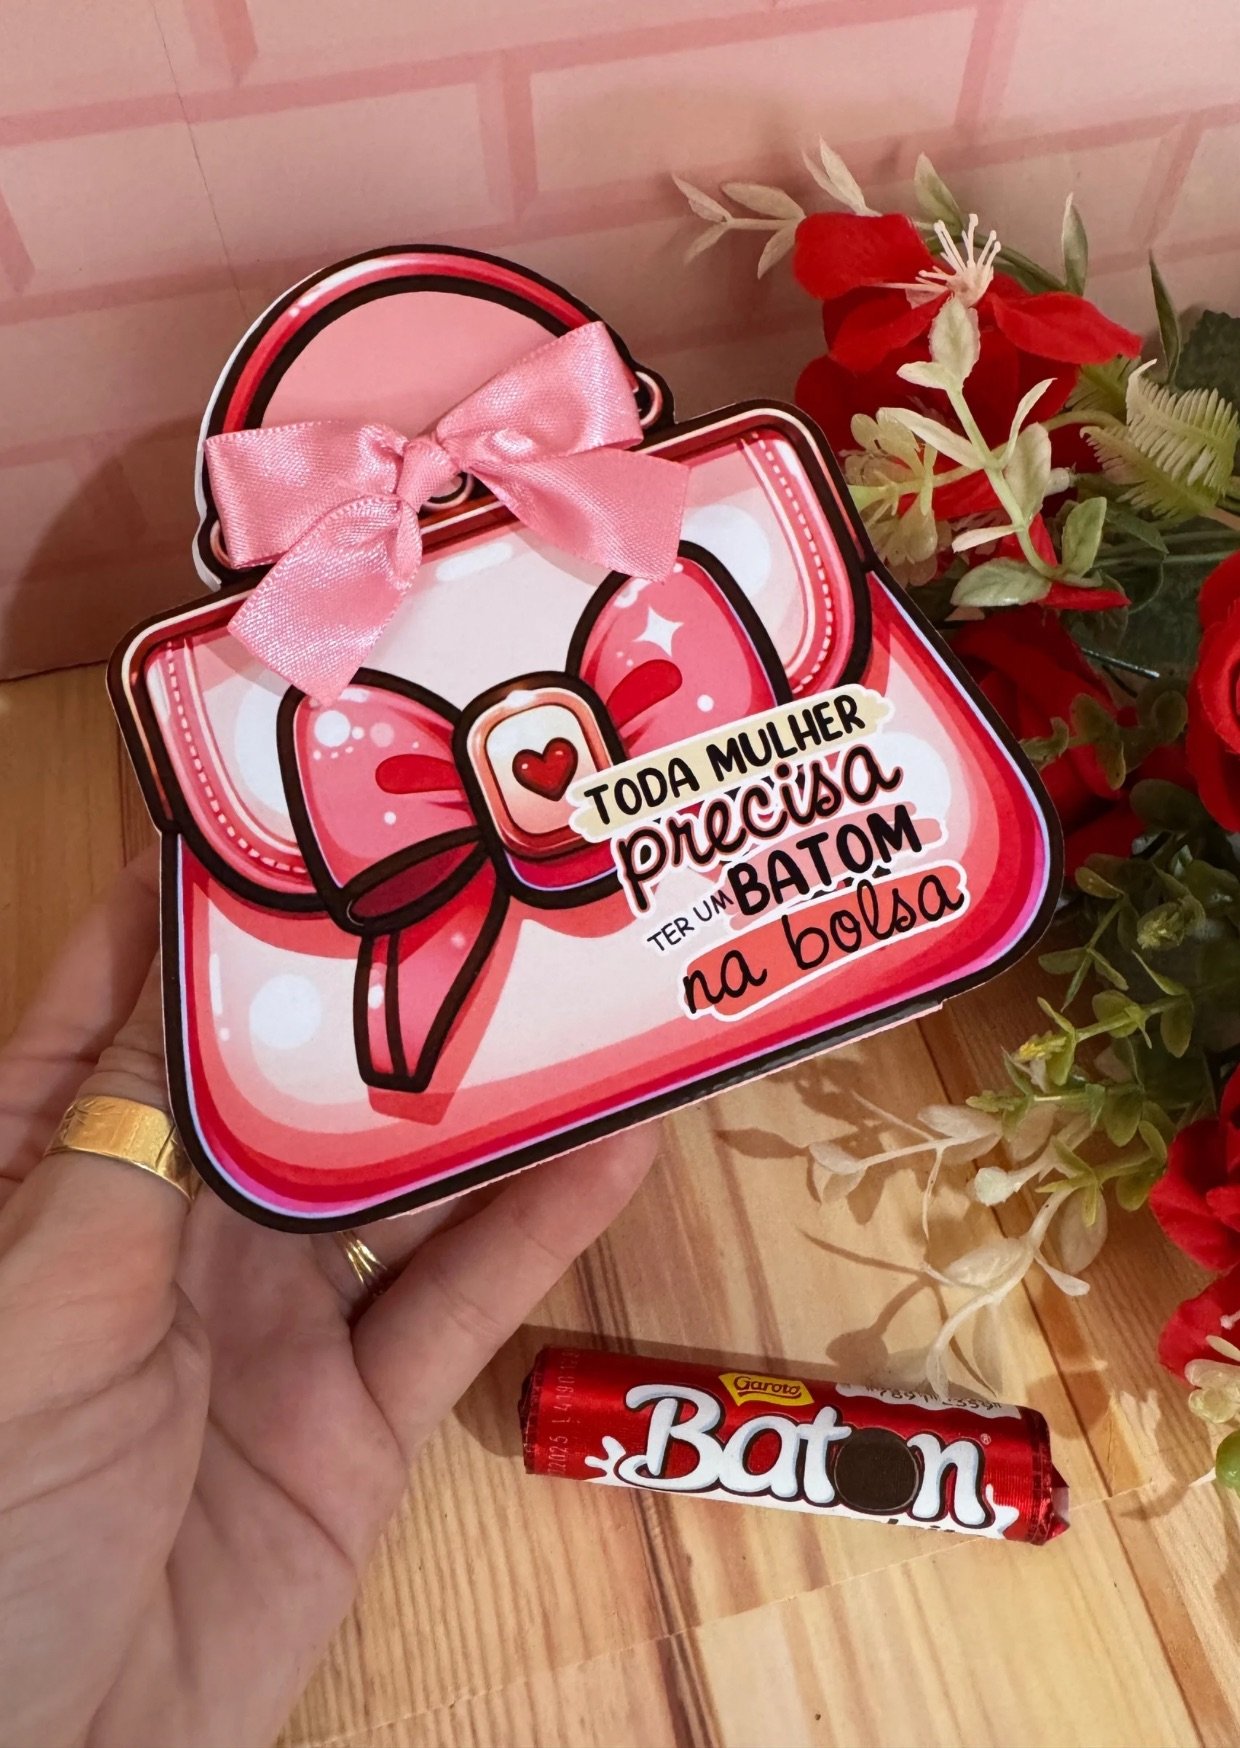 TODA MULHER
precisa
TER UM BATOM
na bolsa
Garoto
Baton